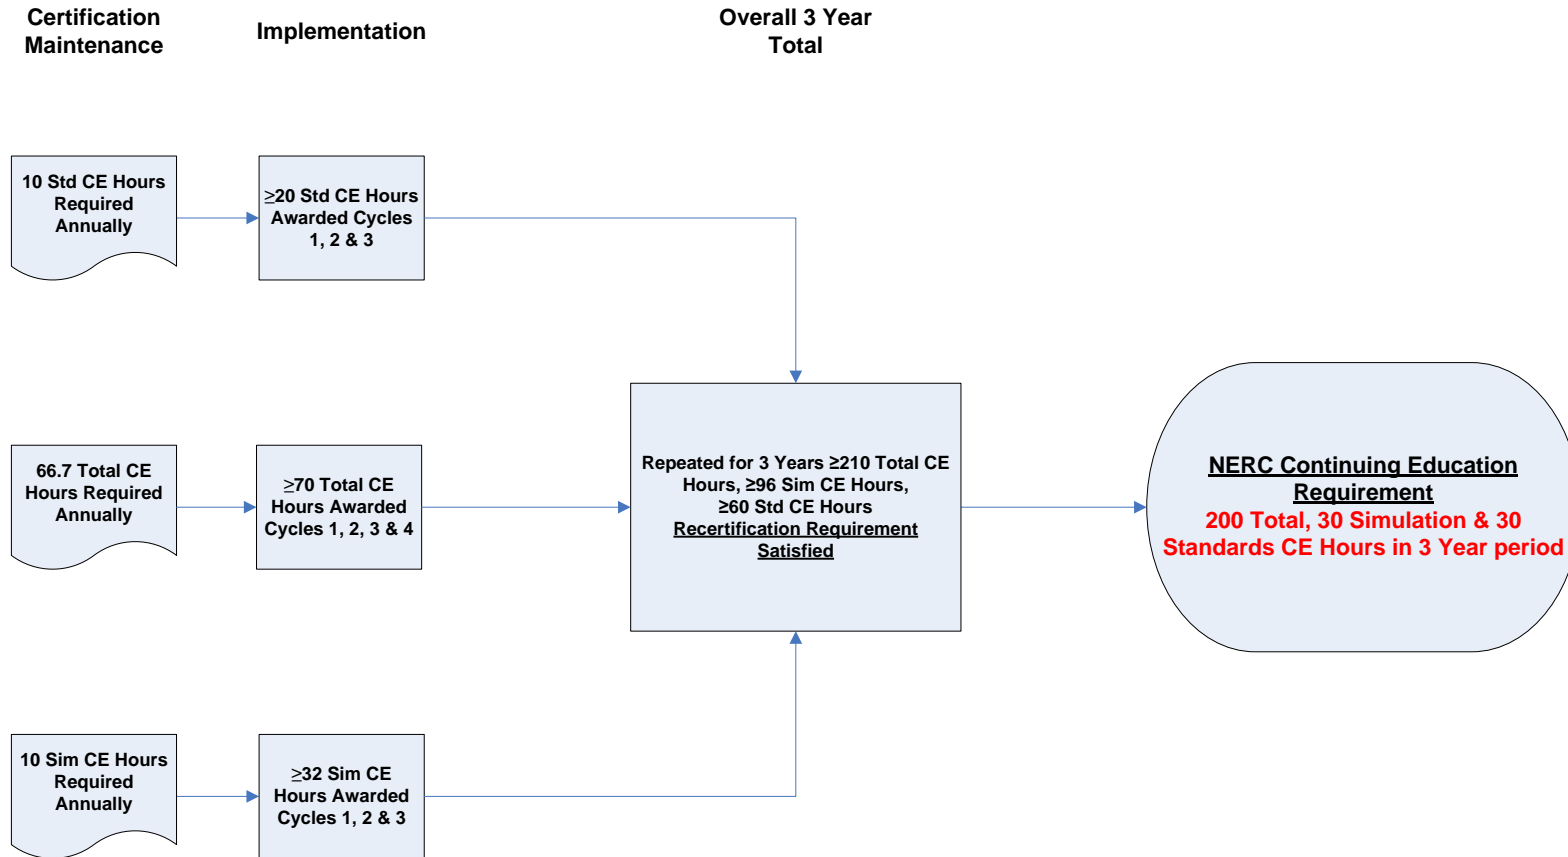 Certification
Maintenance
Implementation
Overall 3 Year
Total
10 Std CE Hours
Required
Annually
≥20 Std CE Hours
Awarded Cycles
1, 2 & 3
66.7 Total CE
Hours Required
Annually
≥70 Total CE
Hours Awarded
Cycles 1, 2, 3 & 4
Repeated for 3 Years ≥210 Total CE
Hours, ≥96 Sim CE Hours,
≥60 Std CE Hours
Recertification Requirement
Satisfied
NERC Continuing Education
Requirement
200 Total, 30 Simulation & 30
Standards CE Hours in 3 Year period
10 Sim CE Hours
Required
Annually
≥32 Sim CE
Hours Awarded
Cycles 1, 2 & 3